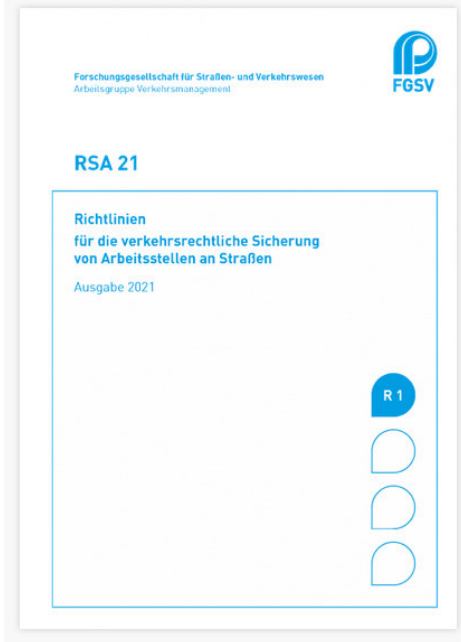 Forschungsgesellschaft für Straßen- und Verkehrswesen
Arbeitsgruppe Verkehrsmanagement
FGSV
RSA 21
Richtlinien
für die verkehrsrechtliche Sicherung
von Arbeitsstellen an Straßen
Ausgabe 2021
R 1